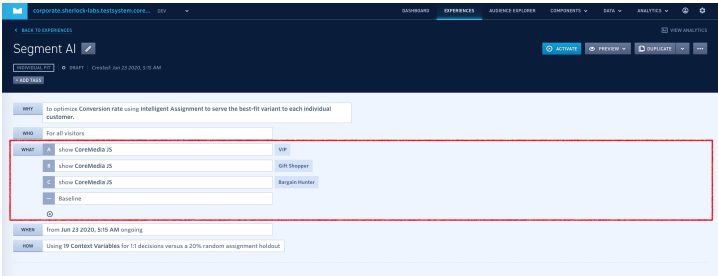 corporate.sherlock-labs.testsystem.core... DEV
DASHBOARD EXPERIENCES AUDIENCE EXPLORER COMPONENTS DATA ANALYTICS
< BACK TO EXPERIENCES
VIEW ANALYTICS
Segment AI
ACTIVATE PREVIEW DUPLICATE
INDIVIDUAL FIT DRAFT Created: Jan 23 2020, 5:15 AM
+ ADD TAGS
WHY to optimize Conversion rate using Intelligent Assignment to serve the best-fit variant to each individual
customer.
WHO For all visitors
WHAT A show CoreMedia JS VIP
B show CoreMedia JS Gift Shopper
C show CoreMedia JS Bargain Hunter
— Baseline
WHEN from Jun 23 2020, 5:15 AM ongoing
HOW Using 19 Context Variables for 1:1 decisions versus a 20% random assignment holdout